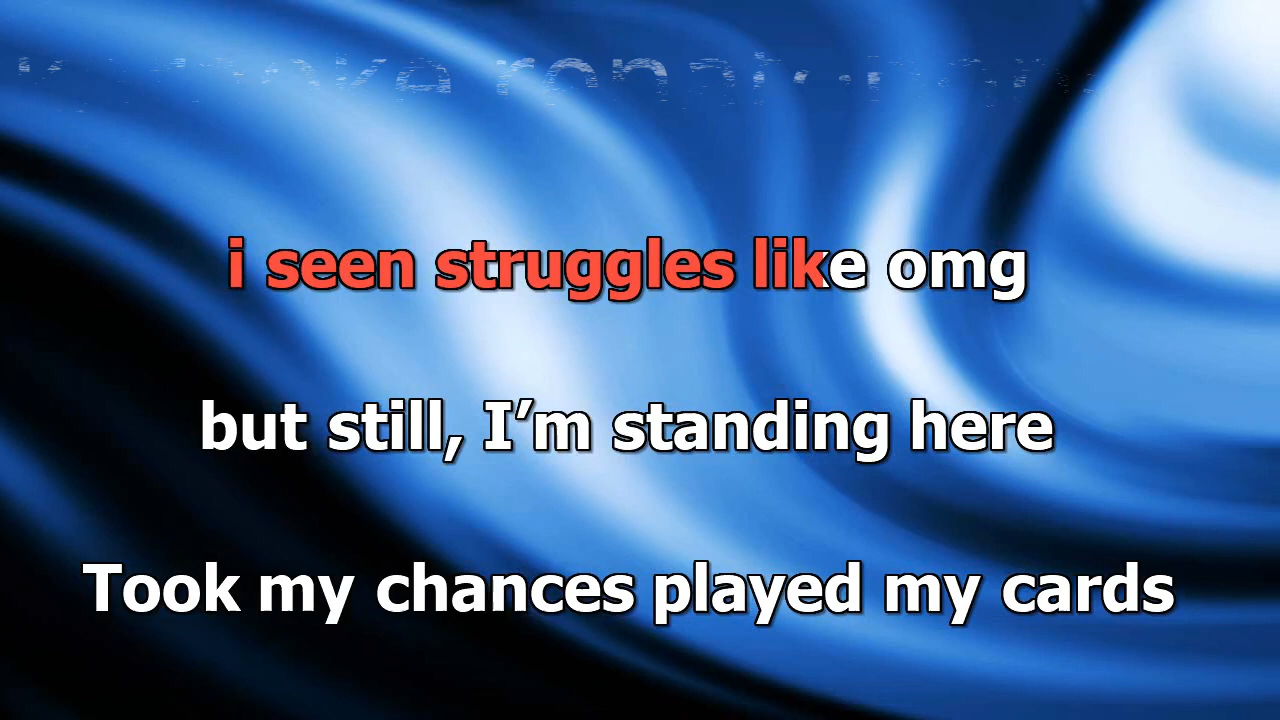 i seen struggles like omg
but still, I’m standing here
Took my chances played my cards